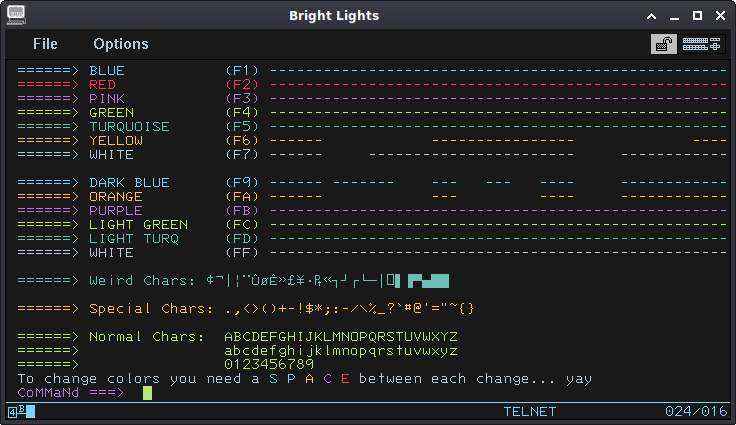 Bright Lights
File Options
======> BLUE (F1) ----------------------------------------------------------
======> RED (F2) ----------------------------------------------------------
======> PINK (F3) ----------------------------------------------------------
======> GREEN (F4) ----------------------------------------------------------
======> TURQUOISE (F5) ----------------------------------------------------------
======> YELLOW (F6) ------- ------------------ ----
======> WHITE (F7) ------- ------------------------- --------------
======> DARK BLUE (F9) ---- -------- --- --- ---- --------------
======> ORANGE (FA) ----------------------------------------------------------
======> PURPLE (FB) ----------------------------------------------------------
======> LIGHT GREEN (FC) ----------------------------------------------------------
======> LIGHT TURQ (FD) ----------------------------------------------------------
======> WHITE (FF) ----------------------------------------------------------
======> Weird Chars: ¢¬|¦¨ÛøÊ»£¥·℞«┐┘┌└─│
======> Special Chars: .,<>()+-!$*;:-/\%_?`#@'="~{}
======> Normal Chars: ABCDEFGHIJKLMNOPQRSTUVWXYZ
======> abcdefghijklmnopqrstuvwxyz
======> 0123456789
To change colors you need a S P A C E between each change... yay
CoMMaNd ===>
4B TELNET 024/016